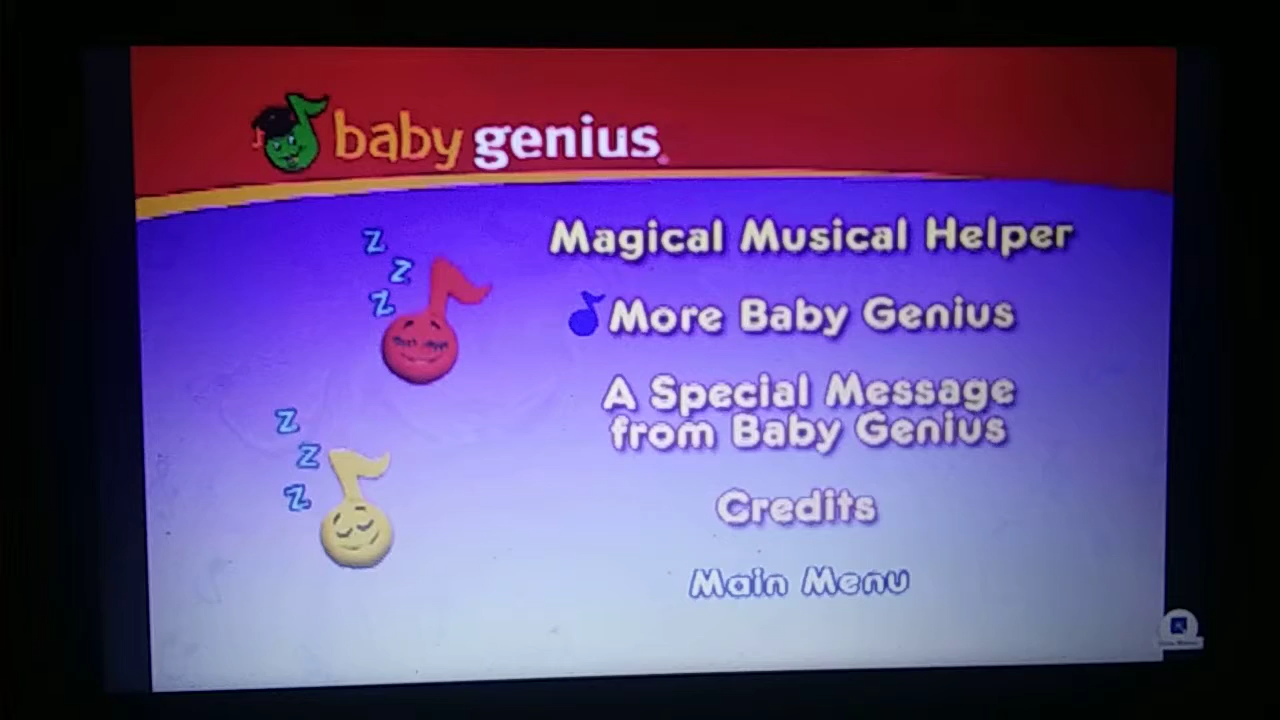 baby genius
Z
Z
Z
Magical Musical Helper
More Baby Genius
A Special Message
from Baby Genius
Z
Z
Z
Credits
Main Menu